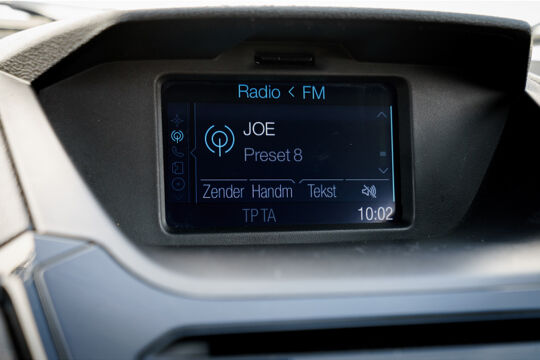 Radio < FM
JOE
Preset 8
Zender Handm Tekst
TP TA 10:02